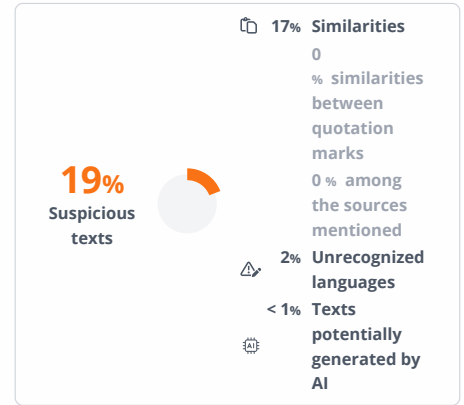 17% Similarities
0
% similarities
between
quotation
marks
0 % among
the sources
mentioned
19%
Suspicious
texts
2% Unrecognized
languages
< 1% Texts
potentially
generated by
AI
AI